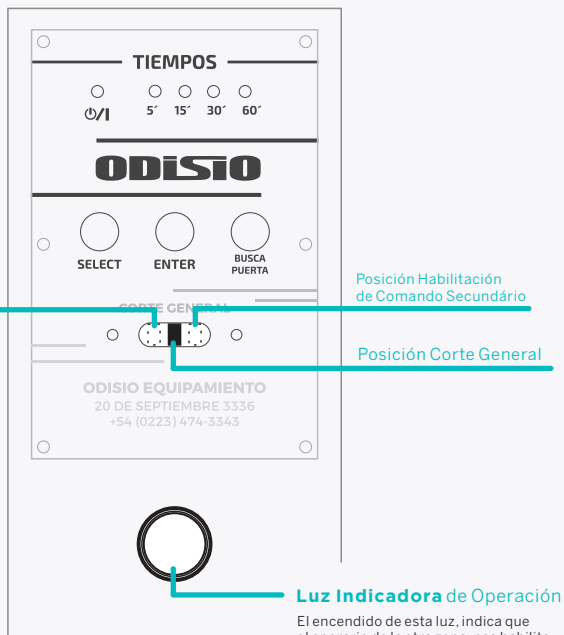 TIEMPOS
5´ 15´ 30´ 60´
ODISIO
SELECT ENTER BUSCA
PUERTA
Posición Habilitación
de Comando Secundário
CORTE GENERAL
Posición Corte General
ODISIO EQUIPAMIENTO
20 DE SEPTIEMBRE 3336
+54 (0223) 474-3343
Luz Indicadora de Operación
El encendido de esta luz, indica que